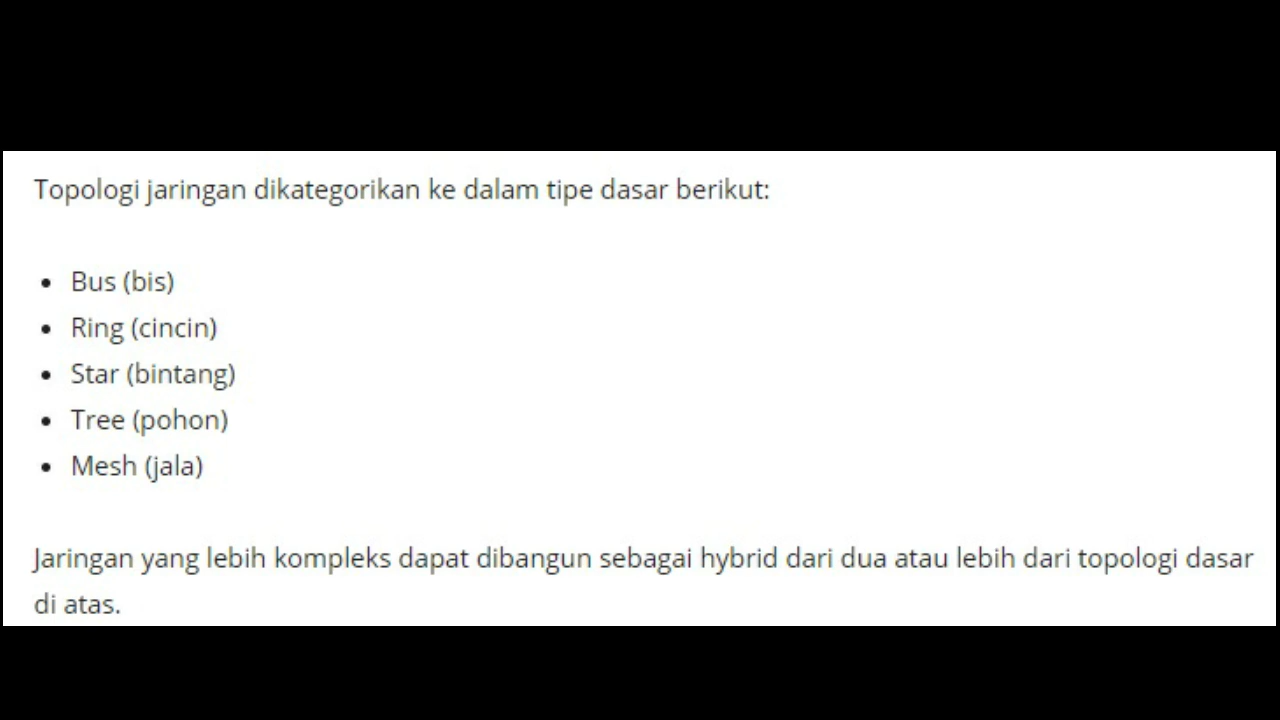 Topologi jaringan dikategorikan ke dalam tipe dasar berikut:
• Bus (bis)
• Ring (cincin)
• Star (bintang)
• Tree (pohon)
• Mesh (jala)
Jaringan yang lebih kompleks dapat dibangun sebagai hybrid dari dua atau lebih dari topologi dasar
di atas.